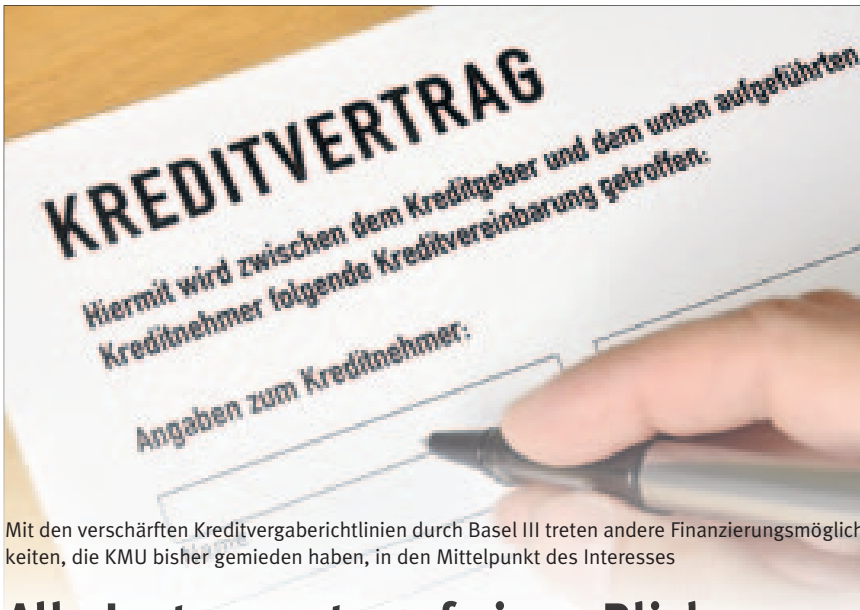 KREDITVERTRAG
Hiermit wird zwischen dem Kreditgeber und dem unten aufgeführten
Kreditnehmer folgende Kreditvereinbarung getroffen:
Angaben zum Kreditnehmer:
Name
Mit den verschärften Kreditvergaberichtlinien durch Basel III treten andere Finanzierungsmöglich
keiten, die KMU bisher gemieden haben, in den Mittelpunkt des Interesses